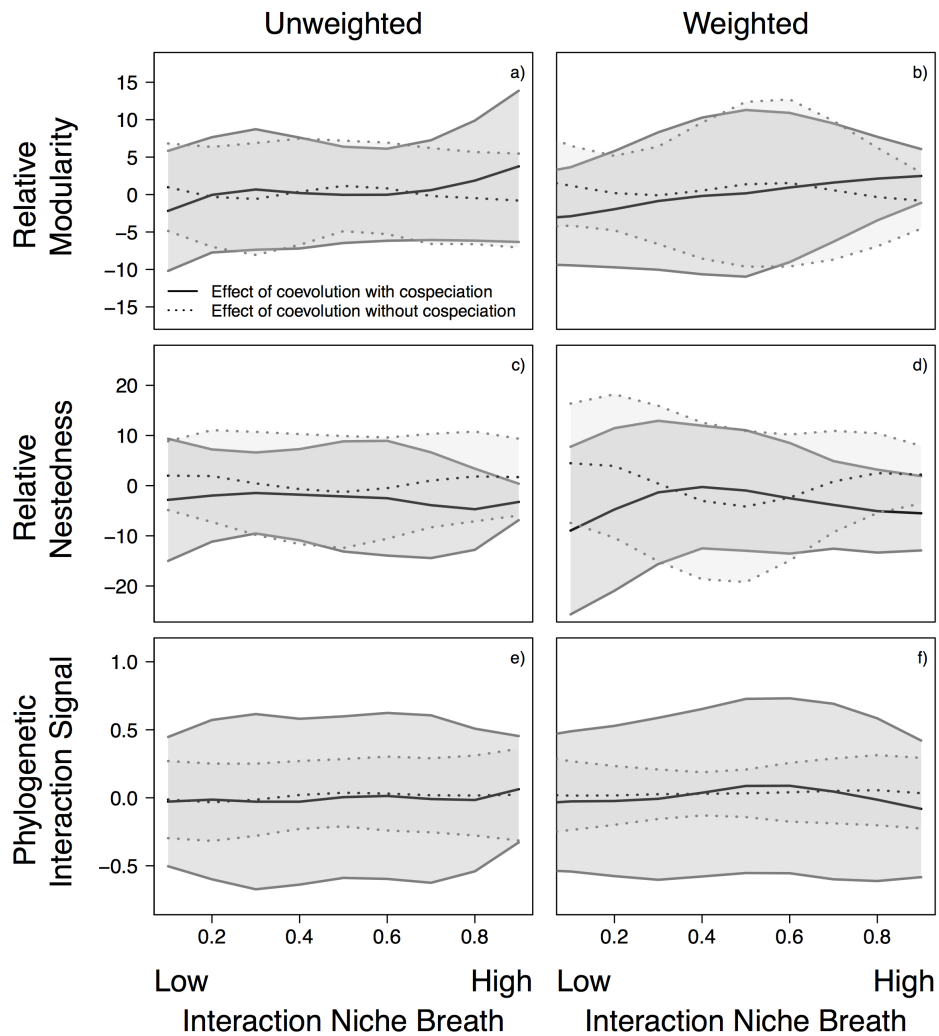 Unweighted
Weighted
Relative
Modularity
15
10
5
0
−5
−10
−15
a)
Effect of coevolution with cospeciation
Effect of coevolution without cospeciation
b)
Relative
Nestedness
20
10
0
−10
−20
c)
d)
Phylogenetic
Interaction Signal
1.0
0.5
0.0
−0.5
e)
f)
0.2 0.4 0.6 0.8
0.2 0.4 0.6 0.8
Low High
Low High
Interaction Niche Breath
Interaction Niche Breath